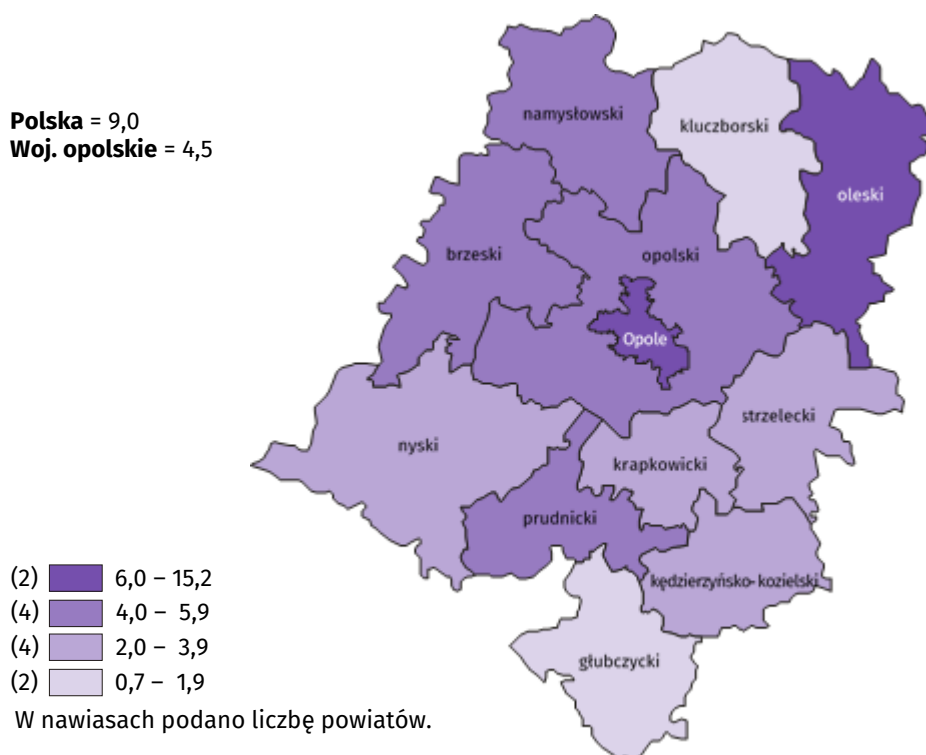 Polska = 9,0
Woj. opolskie = 4,5
namysłowski
kluczborski
oleski
brzeski
opolski
Opole
strzelecki
nyski
krapkowicki
prudnicki
kędzierzyńsko-kozielski
głubczycki
(2) 6,0 – 15,2
(4) 4,0 – 5,9
(4) 2,0 – 3,9
(2) 0,7 – 1,9
W nawiasach podano liczbę powiatów.